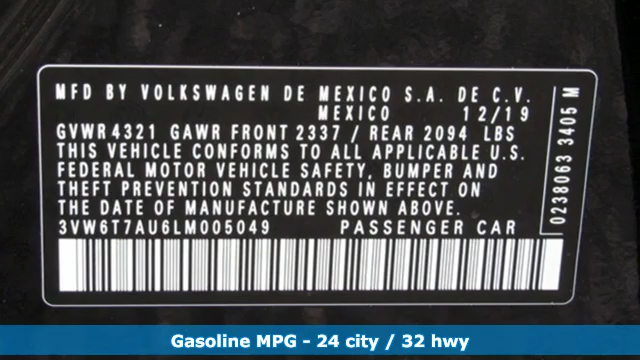 MFD BY VOLKSWAGEN DE MEXICO S.A. DE C.V.
MEXICO 12/19
GVWR 4321 GAWR FRONT 2337 / REAR 2094 LBS
THIS VEHICLE CONFORMS TO ALL APPLICABLE U.S.
FEDERAL MOTOR VEHICLE SAFETY, BUMPER AND
THEFT PREVENTION STANDARDS IN EFFECT ON
THE DATE OF MANUFACTURE SHOWN ABOVE.
3VW6T7AU6LM005049 PASSENGER CAR
0238063 3405 M
Gasoline MPG - 24 city / 32 hwy